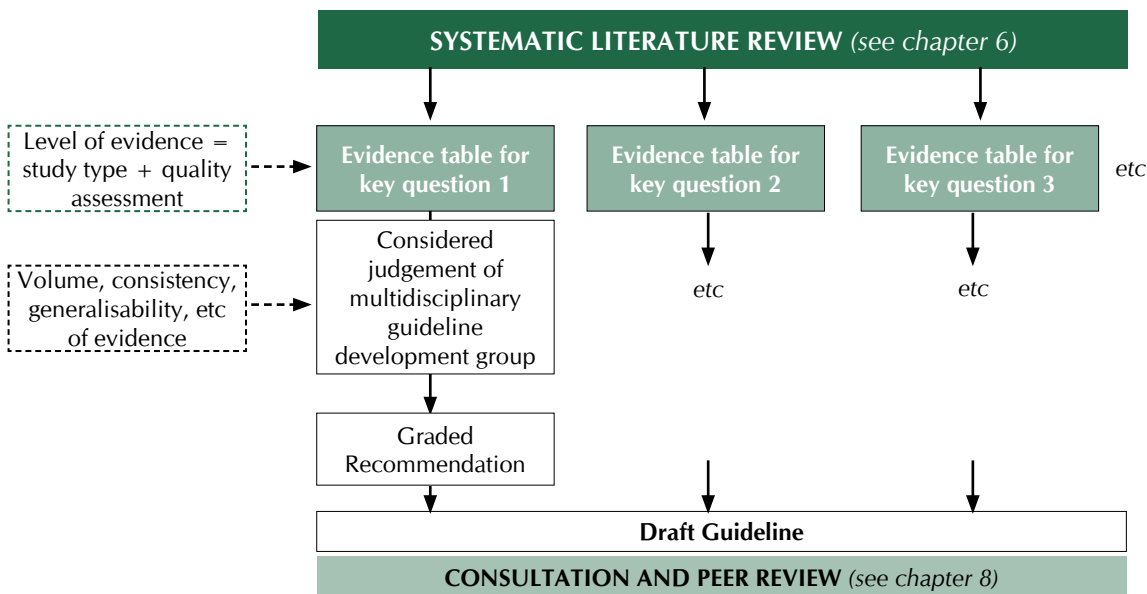 SYSTEMATIC LITERATURE REVIEW (see chapter 6)
Level of evidence =
study type + quality
assessment
Evidence table for
key question 1
Evidence table for
key question 2
Evidence table for
key question 3
etc
Volume, consistency,
generalisability, etc
of evidence
Considered
judgement of
multidisciplinary
guideline
development group
etc
etc
Graded
Recommendation
Draft Guideline
CONSULTATION AND PEER REVIEW (see chapter 8)